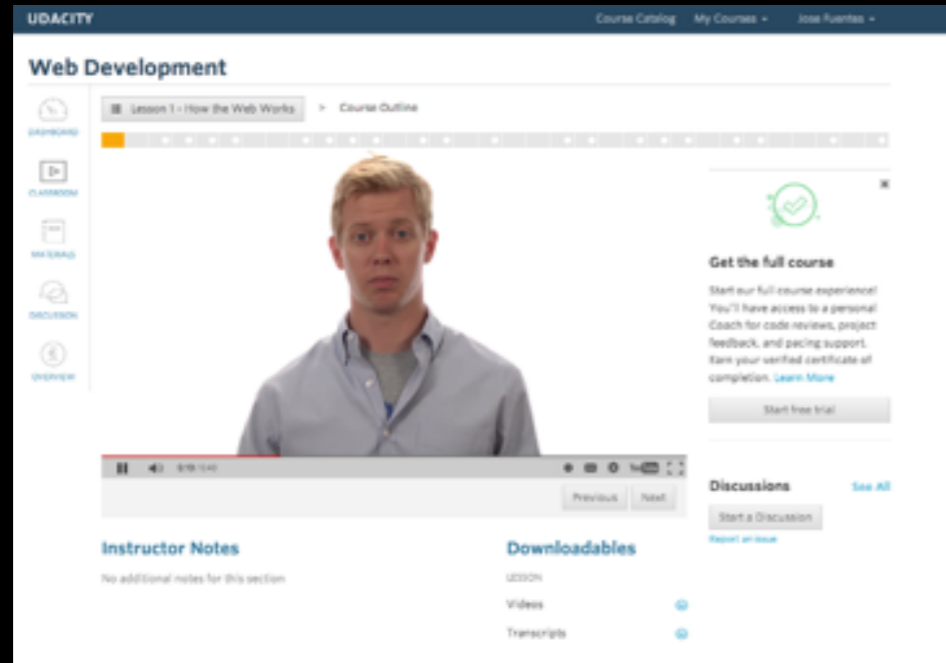 UDACITY
Course Catalog My Courses Jose Fuentes
Web Development
Lesson 1 - How the Web Works > Course Outline
DASHBOARD
CLASSROOM
MATERIALS
DISCUSSION
OVERVIEW
Get the full course
Start our full course experience!
You'll have access to a personal
Coach for code reviews, project
feedback, and pacing support.
Earn your verified certificate of
completion. Learn More
Start free trial
You
Previous Next
Discussions See All
Start a Discussion
Report an issue
Instructor Notes
No additional notes for this section
Downloadables
LESSON
Videos
Transcripts